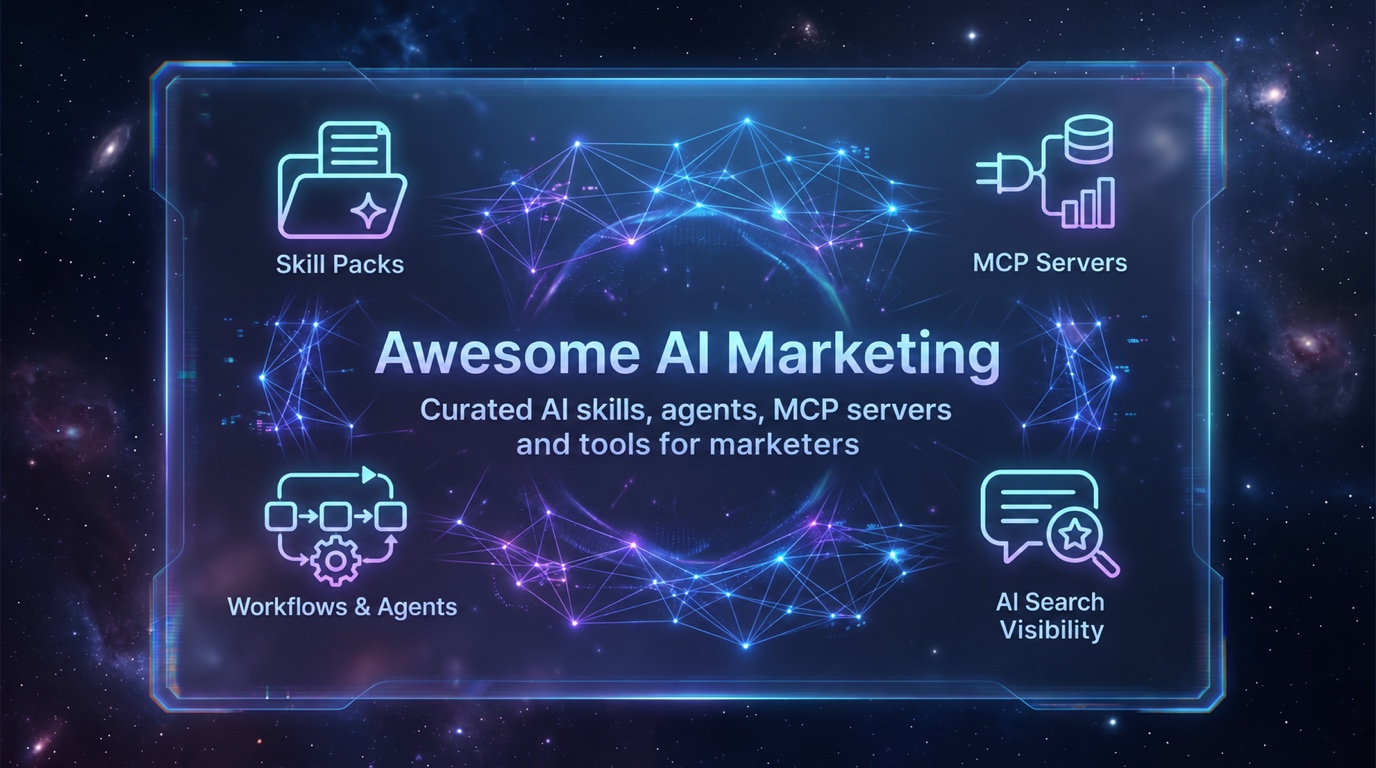 Skill Packs
MCP Servers
Awesome AI Marketing
Curated AI skills, agents, MCP servers
and tools for marketers
Workflows & Agents
AI Search
Visibility